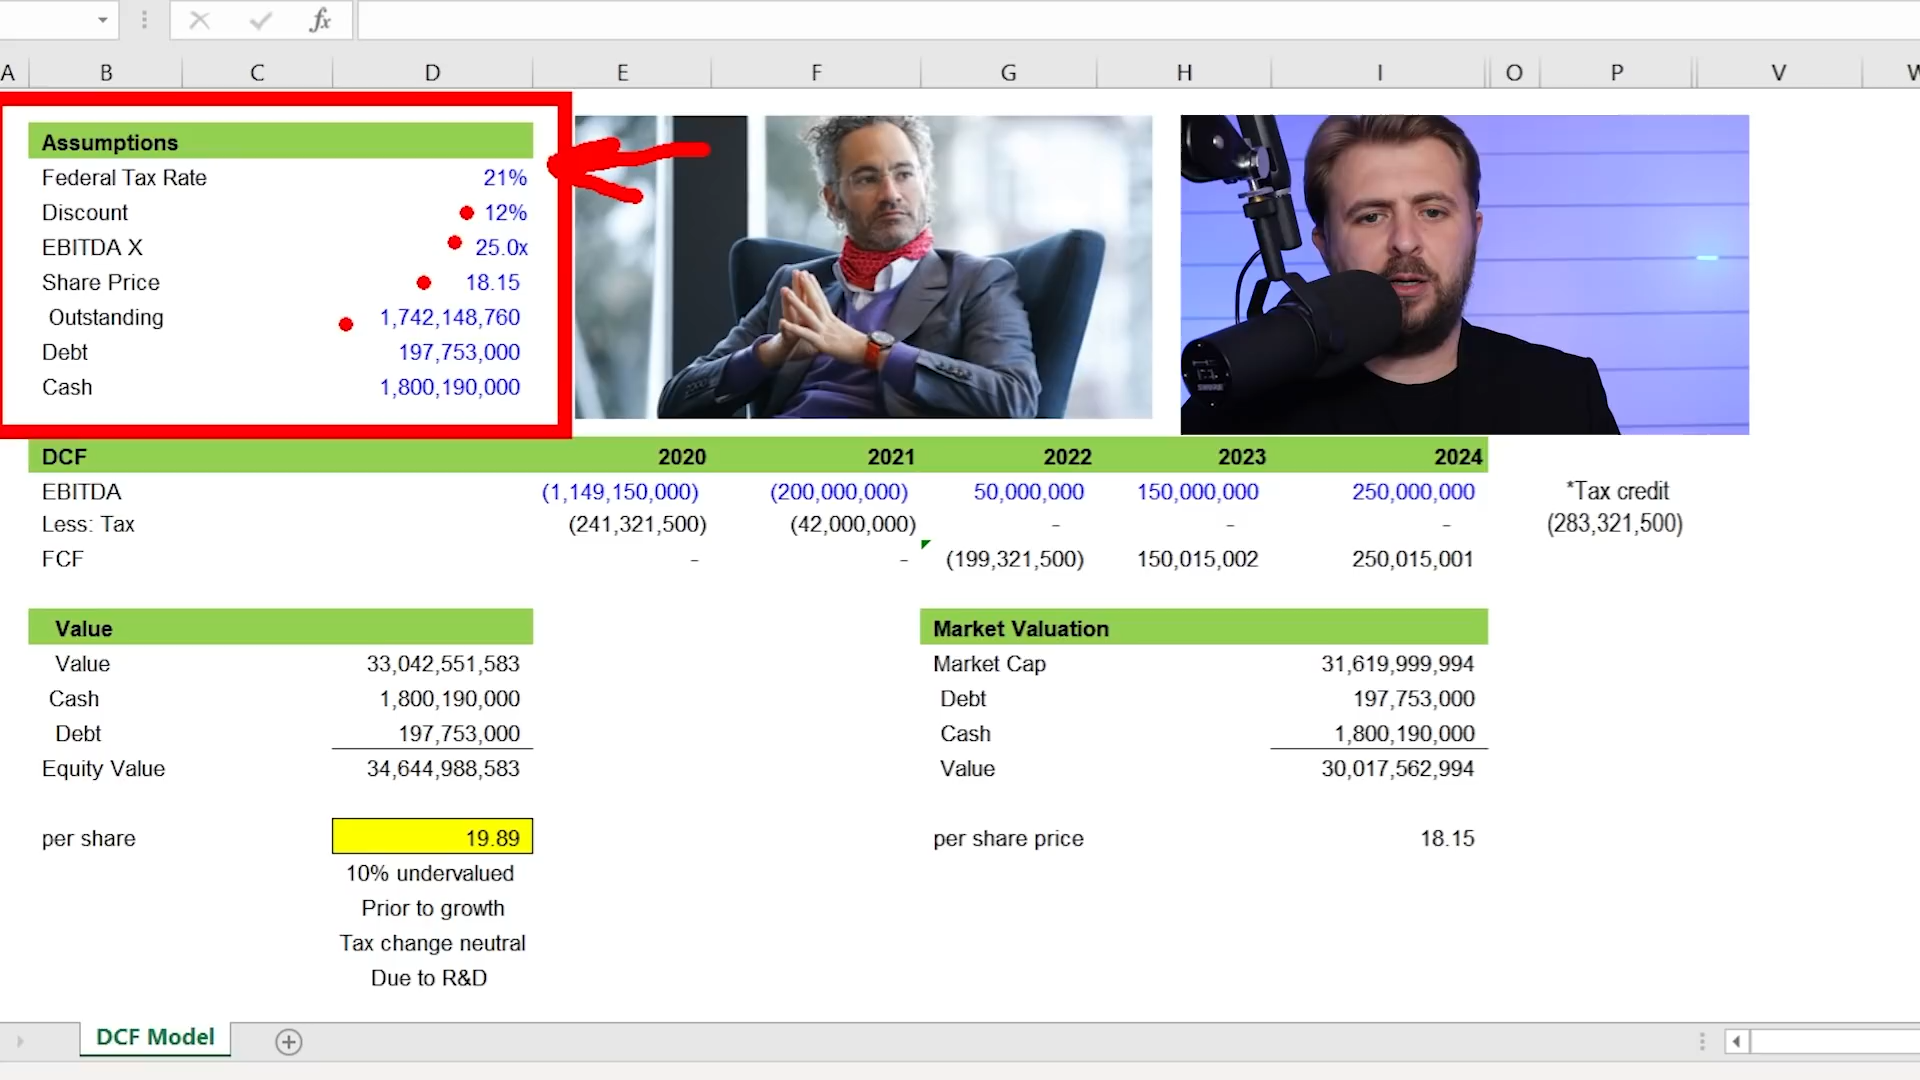 fx
A B C D E F G H I O P V W
Assumptions
Federal Tax Rate 21%
Discount 12%
EBITDA X 25.0x
Share Price 18.15
Outstanding 1,742,148,760
Debt 197,753,000
Cash 1,800,190,000
SHURE
DCF 2020 2021 2022 2023 2024
EBITDA (1,149,150,000) (200,000,000) 50,000,000 150,000,000 250,000,000 *Tax credit
Less: Tax (241,321,500) (42,000,000) - - - (283,321,500)
FCF - - (199,321,500) 150,015,002 250,015,001
Value Market Valuation
Value 33,042,551,583 Market Cap 31,619,999,994
Cash 1,800,190,000 Debt 197,753,000
Debt 197,753,000 Cash 1,800,190,000
Equity Value 34,644,988,583 Value 30,017,562,994
per share 19.89 per share price 18.15
10% undervalued
Prior to growth
Tax change neutral
Due to R&D
DCF Model